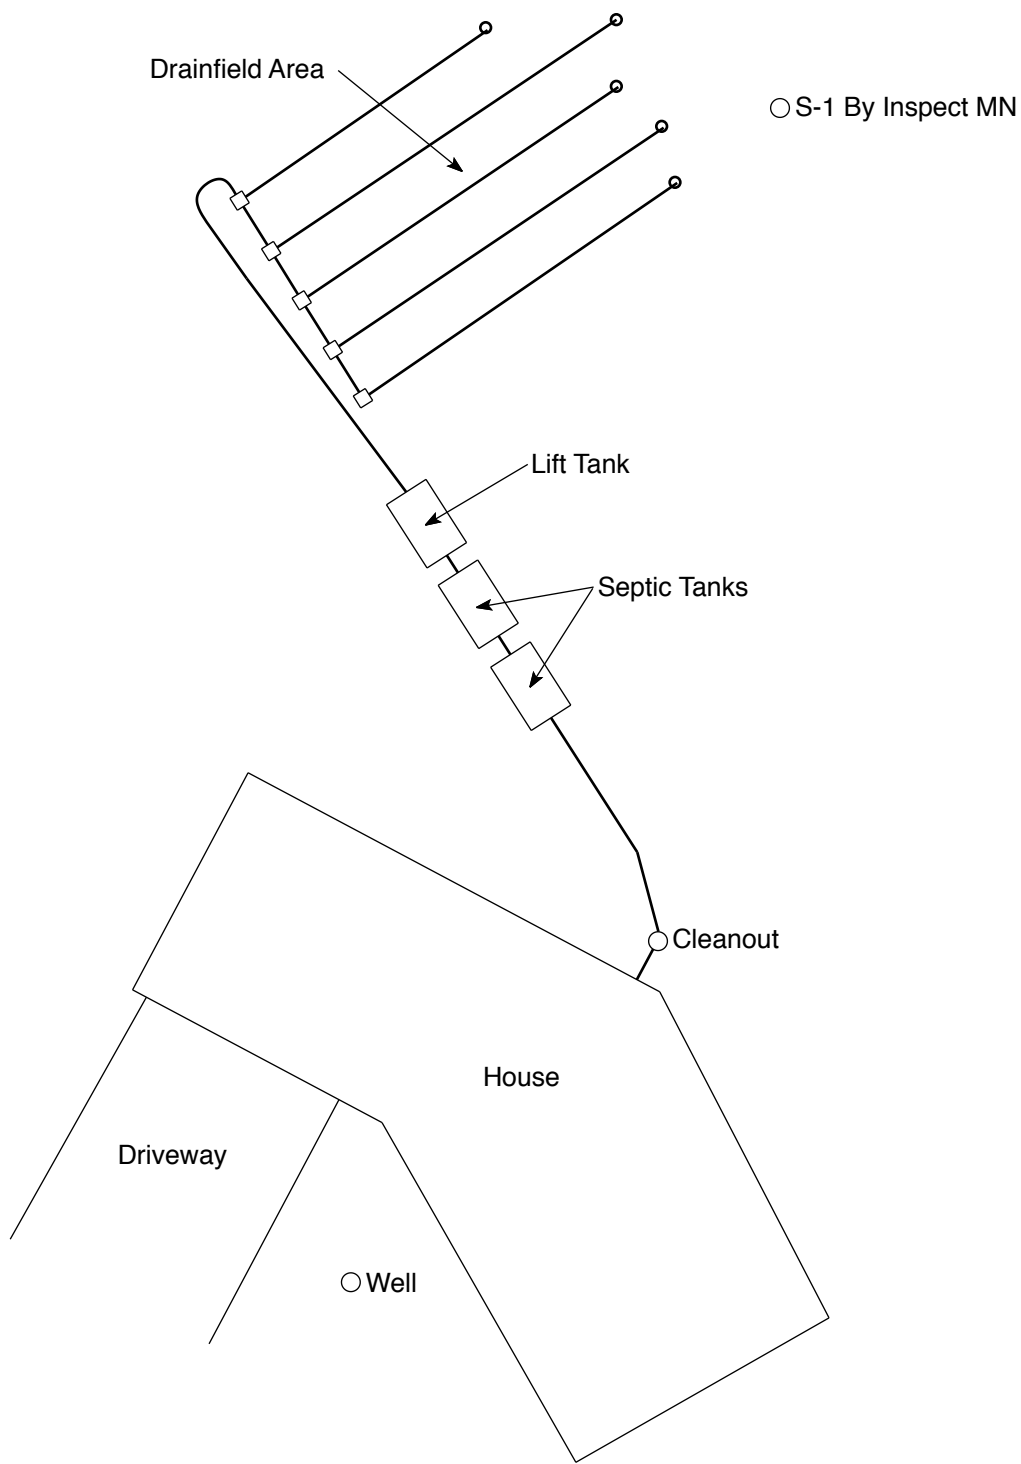 Drainfield Area
S-1 By Inspect MN
Lift Tank
Septic Tanks
Cleanout
House
Driveway
Well